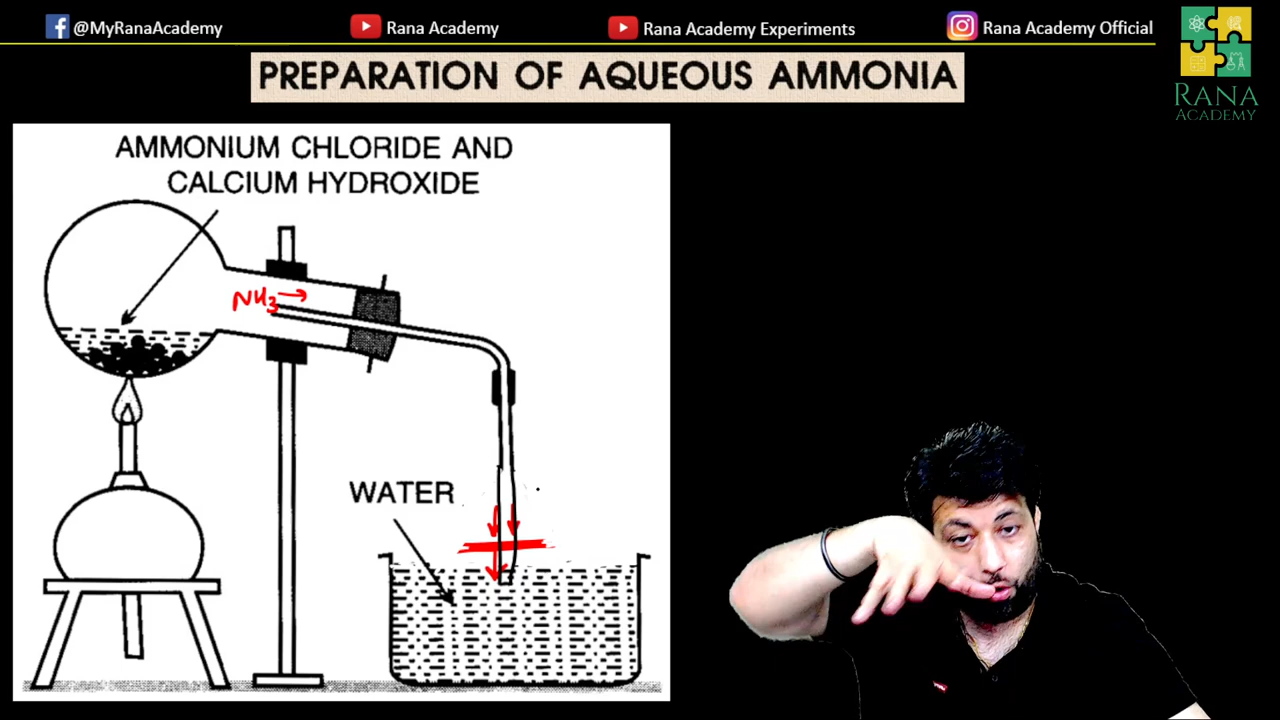 @MyRanaAcademy
Rana Academy
Rana Academy Experiments
Rana Academy Official
RANA
ACADEMY
PREPARATION OF AQUEOUS AMMONIA
AMMONIUM CHLORIDE AND
CALCIUM HYDROXIDE
NH3
WATER